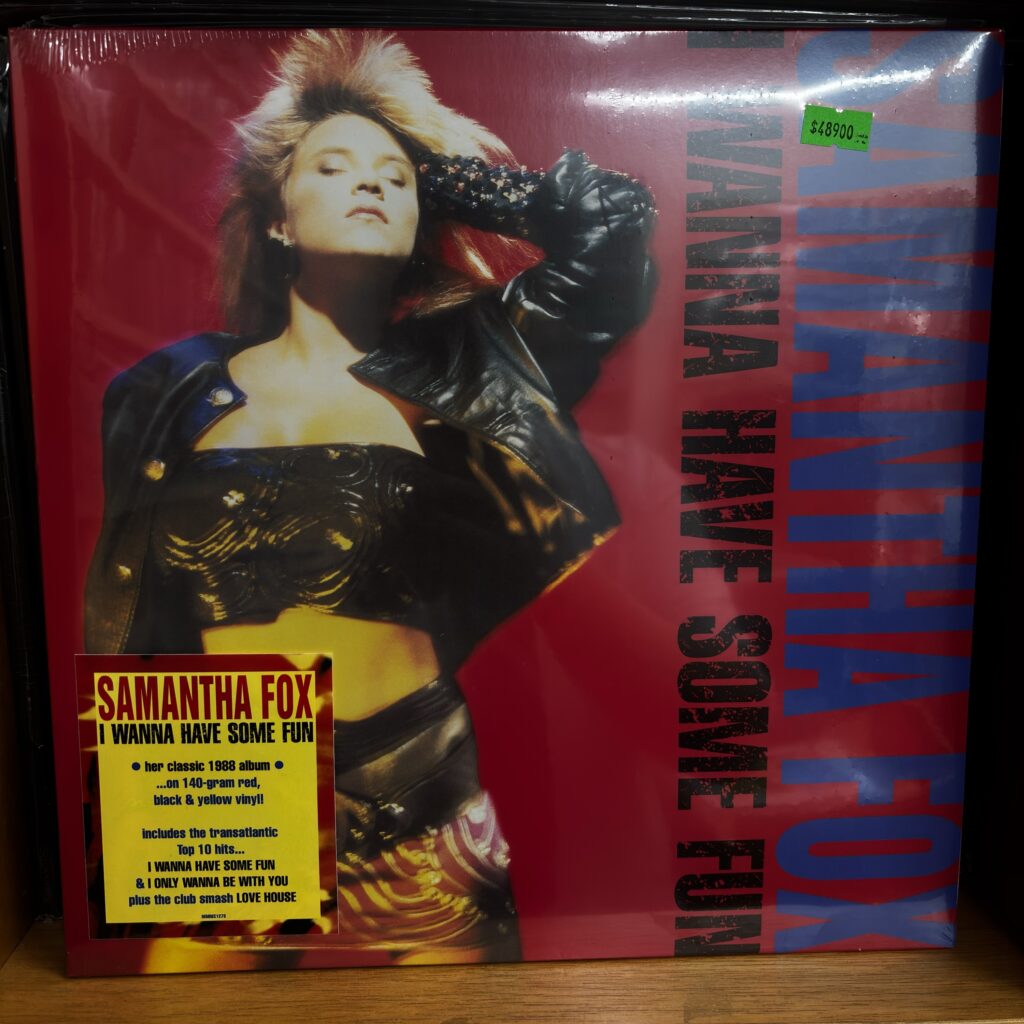 I WANNA HAVE SOME FUN
SAMANTHA FOX
$48900
SAMANTHA FOX
I WANNA HAVE SOME FUN
• her classic 1988 album •
...on 140-gram red,
black & yellow vinyl!
includes the transatlantic
Top 10 hits...
I WANNA HAVE SOME FUN
& I ONLY WANNA BE WITH YOU
plus the club smash LOVE HOUSE